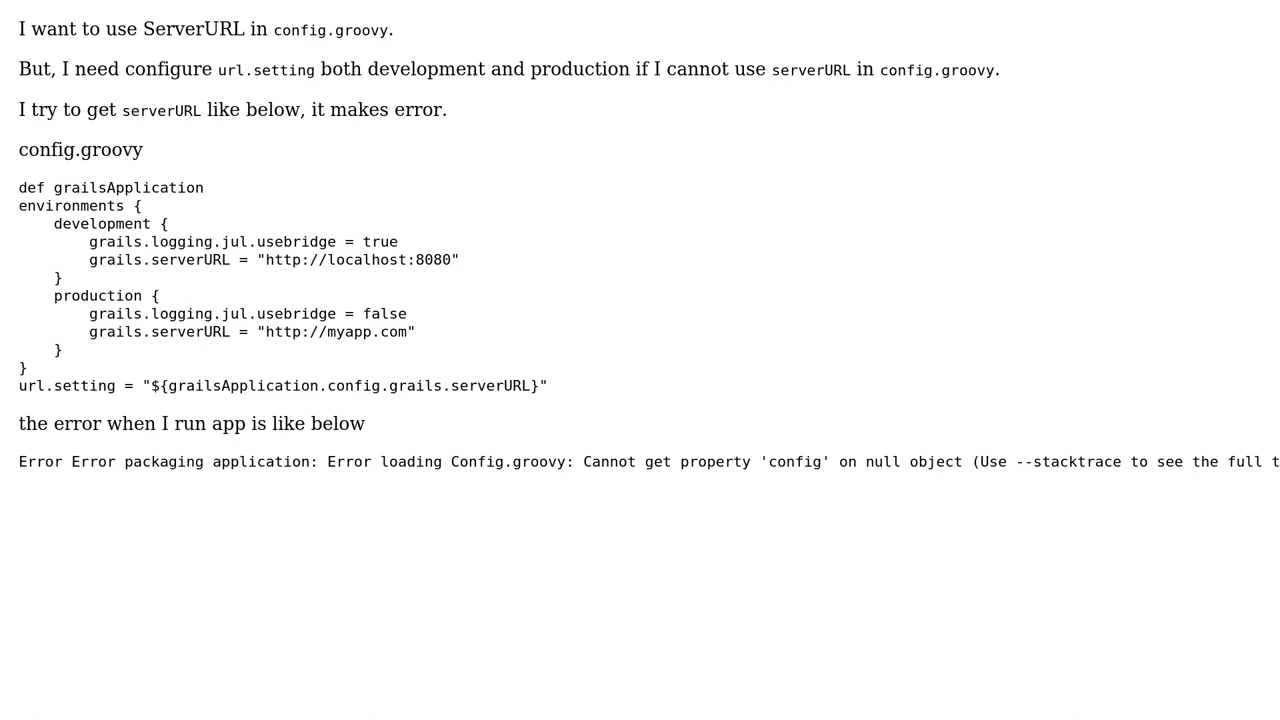 I want to use ServerURL in config.groovy.
But, I need configure url.setting both development and production if I cannot use serverURL in config.groovy.
I try to get serverURL like below, it makes error.
config.groovy
def grailsApplication
environments {
    development {
        grails.logging.jul.usebridge = true
        grails.serverURL = "http://localhost:8080"
    }
    production {
        grails.logging.jul.usebridge = false
        grails.serverURL = "http://myapp.com"
    }
}
url.setting = "${grailsApplication.config.grails.serverURL}"
the error when I run app is like below
Error Error packaging application: Error loading Config.groovy: Cannot get property 'config' on null object (Use --stacktrace to see the full t